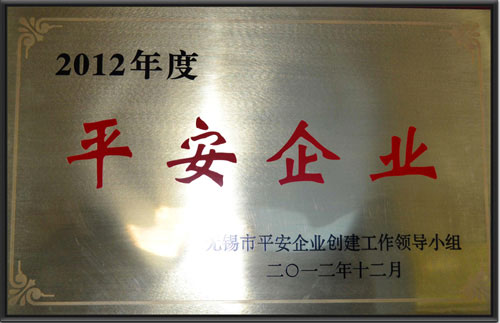 2012年度
平安企业
无锡市平安企业创建工作领导小组
二〇一二年十二月